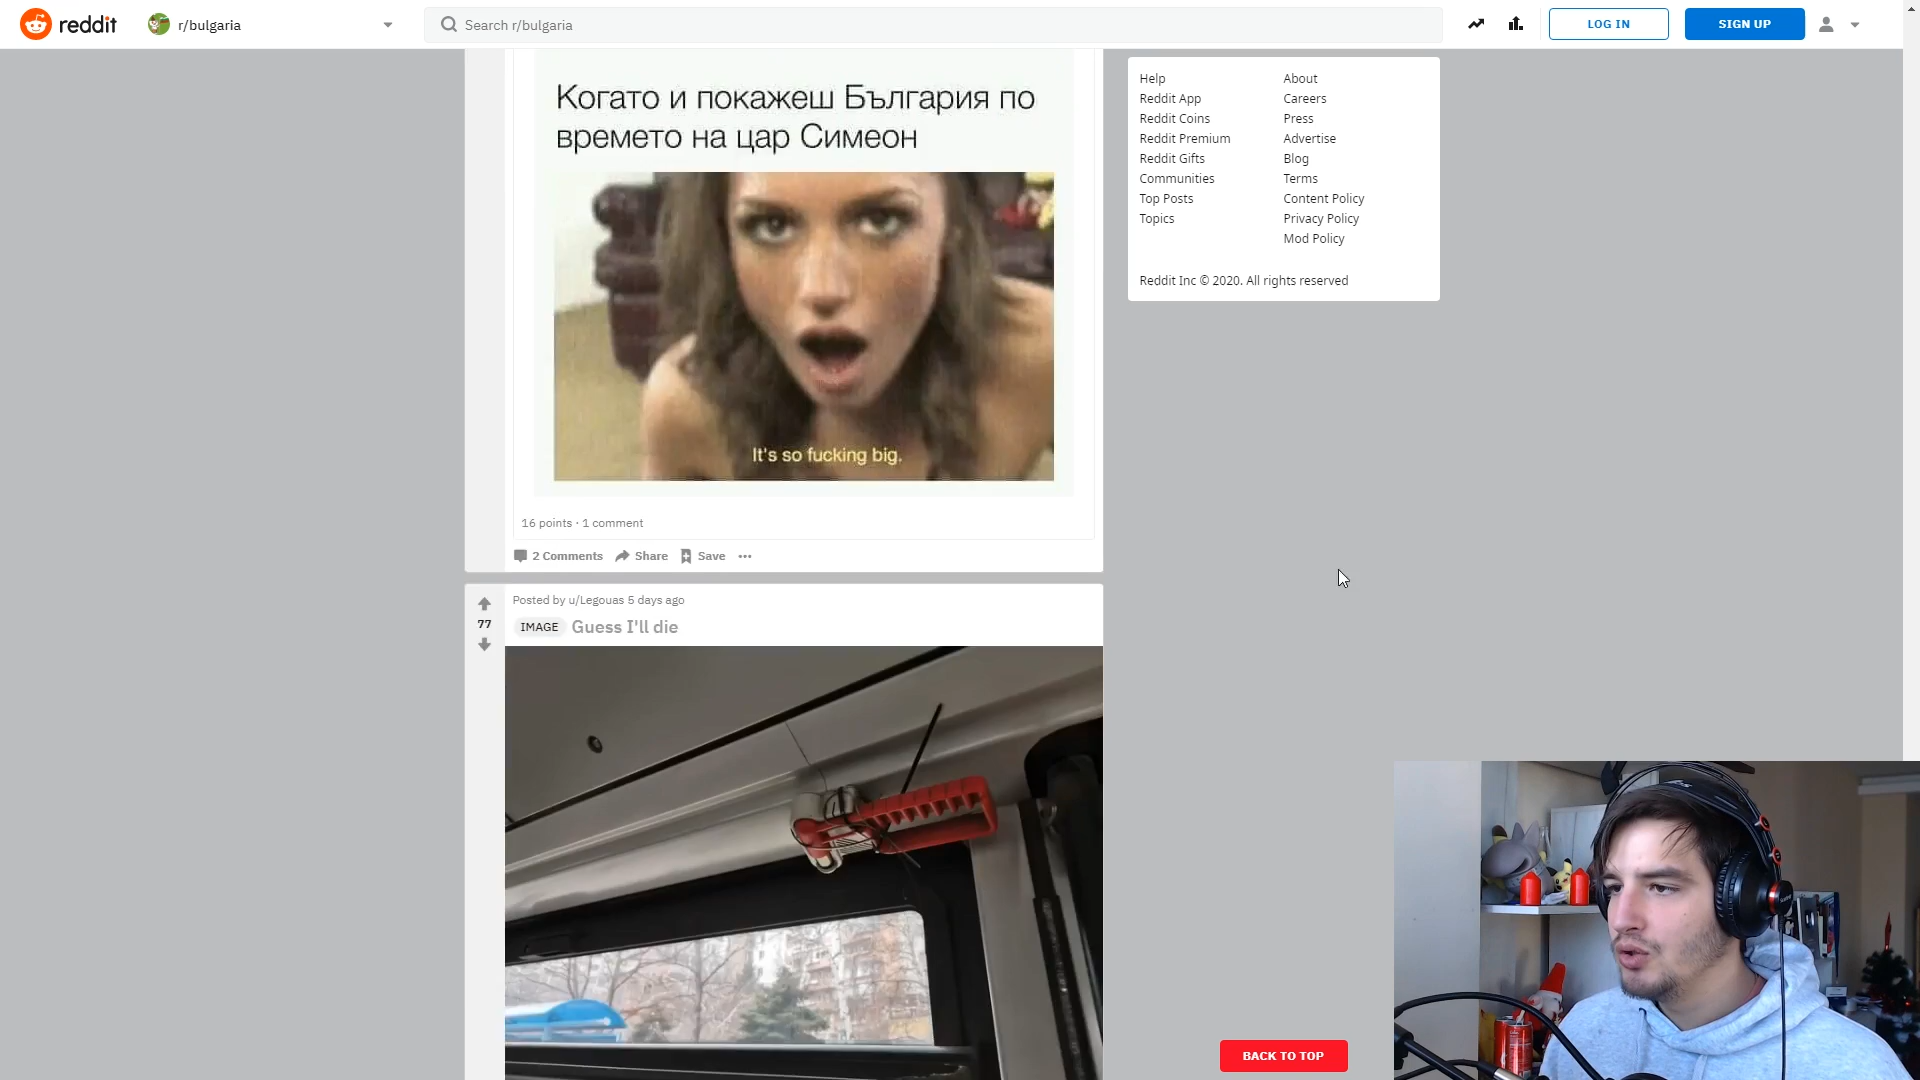 reddit
r/bulgaria
Search r/bulgaria
LOG IN
SIGN UP
Когато и покажеш България по
времето на цар Симеон
It's so fucking big.
16 points · 1 comment
2 Comments
Share
Save
Posted by u/Legouas 5 days ago
77
IMAGE
Guess I'll die
Help
Reddit App
Reddit Coins
Reddit Premium
Reddit Gifts
Communities
Top Posts
Topics
About
Careers
Press
Advertise
Blog
Terms
Content Policy
Privacy Policy
Mod Policy
Reddit Inc © 2020. All rights reserved
BACK TO TOP